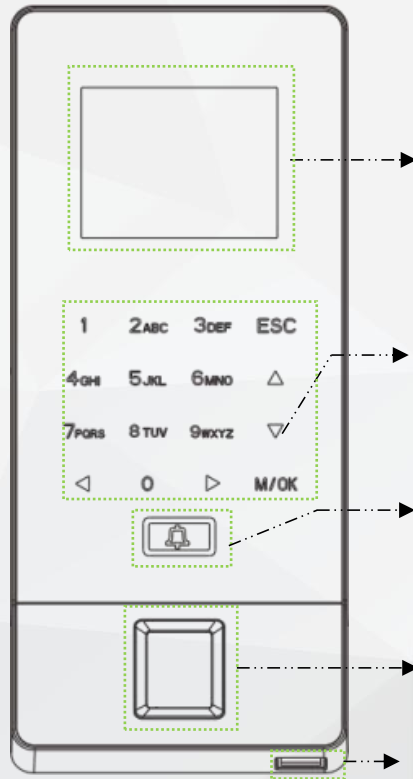 1 2ABC 3DEF ESC
4GHI 5JKL 6MNO △
7PQRS 8TUV 9WXYZ ▽
◁ 0 ▷ M/OK